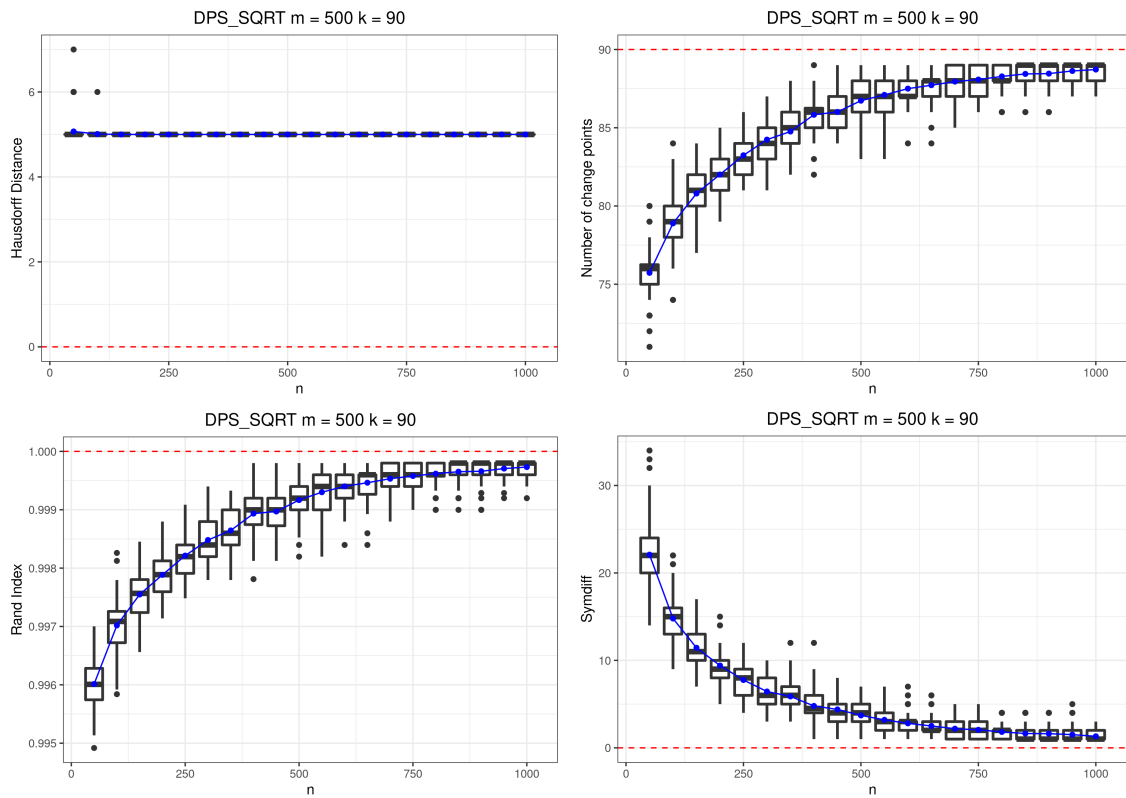 DPS_SQRT m = 500 k = 90
Hausdorff Distance
6
4
2
0
0 250 500 750 1000
n
DPS_SQRT m = 500 k = 90
Number of change points
90
85
80
75
0 250 500 750 1000
n
DPS_SQRT m = 500 k = 90
Rand Index
1.000
0.999
0.998
0.997
0.996
0.995
0 250 500 750 1000
n
DPS_SQRT m = 500 k = 90
Symdiff
30
20
10
0
0 250 500 750 1000
n